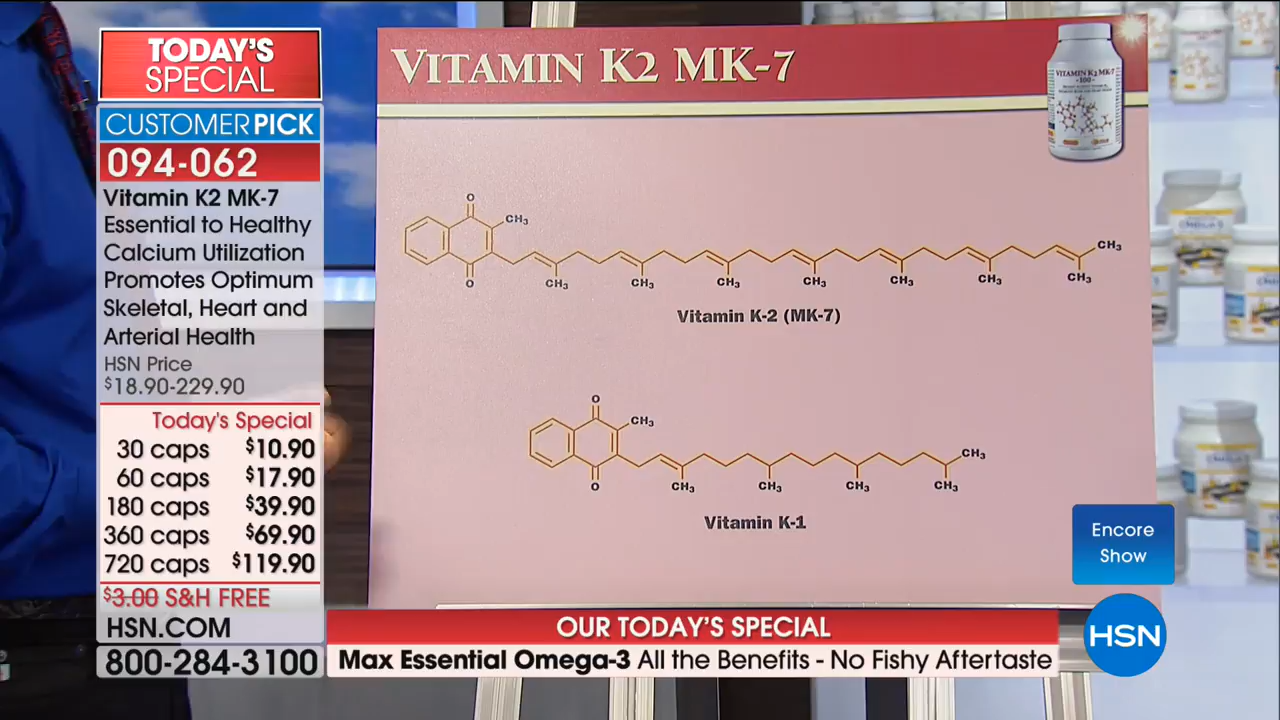 TODAY'S
SPECIAL
CUSTOMER PICK
094-062
Vitamin K2 MK-7
Essential to Healthy
Calcium Utilization
Promotes Optimum
Skeletal, Heart and
Arterial Health
HSN Price
$18.90-229.90
Today's Special
30 caps $10.90
60 caps $17.90
180 caps $39.90
360 caps $69.90
720 caps $119.90
$3.00 S&H FREE
HSN.COM
800-284-3100
VITAMIN K2 MK-7
VITAMIN K2 MK-7
-100-
O
CH3
O
CH3
CH3
CH3
CH3
CH3
CH3
CH3
CH3
Vitamin K-2 (MK-7)
O
CH3
O
CH3
CH3
CH3
CH3
CH3
Vitamin K-1
Encore
Show
OUR TODAY'S SPECIAL
Max Essential Omega-3 All the Benefits - No Fishy Aftertaste
HSN